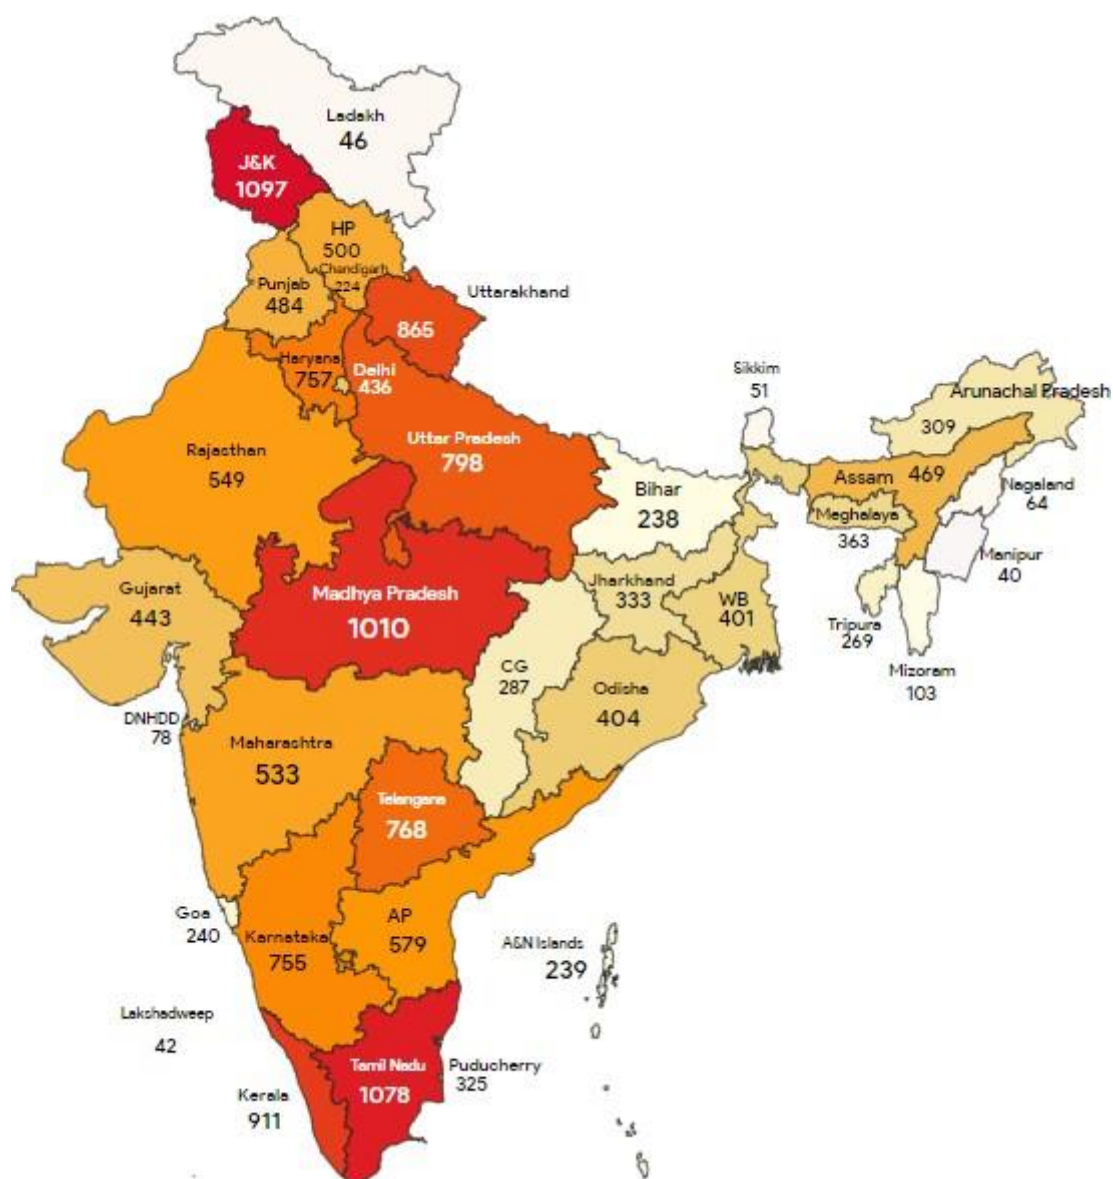 Ladakh
46
J&K
1097
HP
500
Chandigarh
224
Punjab
484
Uttarakhand
865
Haryana
757
Delhi
436
Sikkim
51
Arunachal Pradesh
309
Rajasthan
549
Uttar Pradesh
798
Bihar
238
Assam 469
Nagaland
64
Meghalaya
363
Manipur
40
Gujarat
443
Madhya Pradesh
1010
Jharkhand
333
WB
401
Tripura
269
Mizoram
103
CG
287
Odisha
404
DNHDD
78
Maharashtra
533
Telangana
768
Goa
240
Karnataka
755
AP
579
A&N Islands
239
Lakshadweep
42
Kerala
911
Tamil Nadu
1078
Puducherry
325